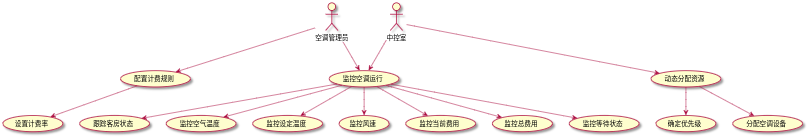 空调管理员
中控室
配置计费规则
监控空调运行
动态分配资源
设置计费率
跟踪客房状态
监控空气温度
监控设定温度
监控风速
监控当前费用
监控总费用
监控等待状态
确定优先级
分配空调设备